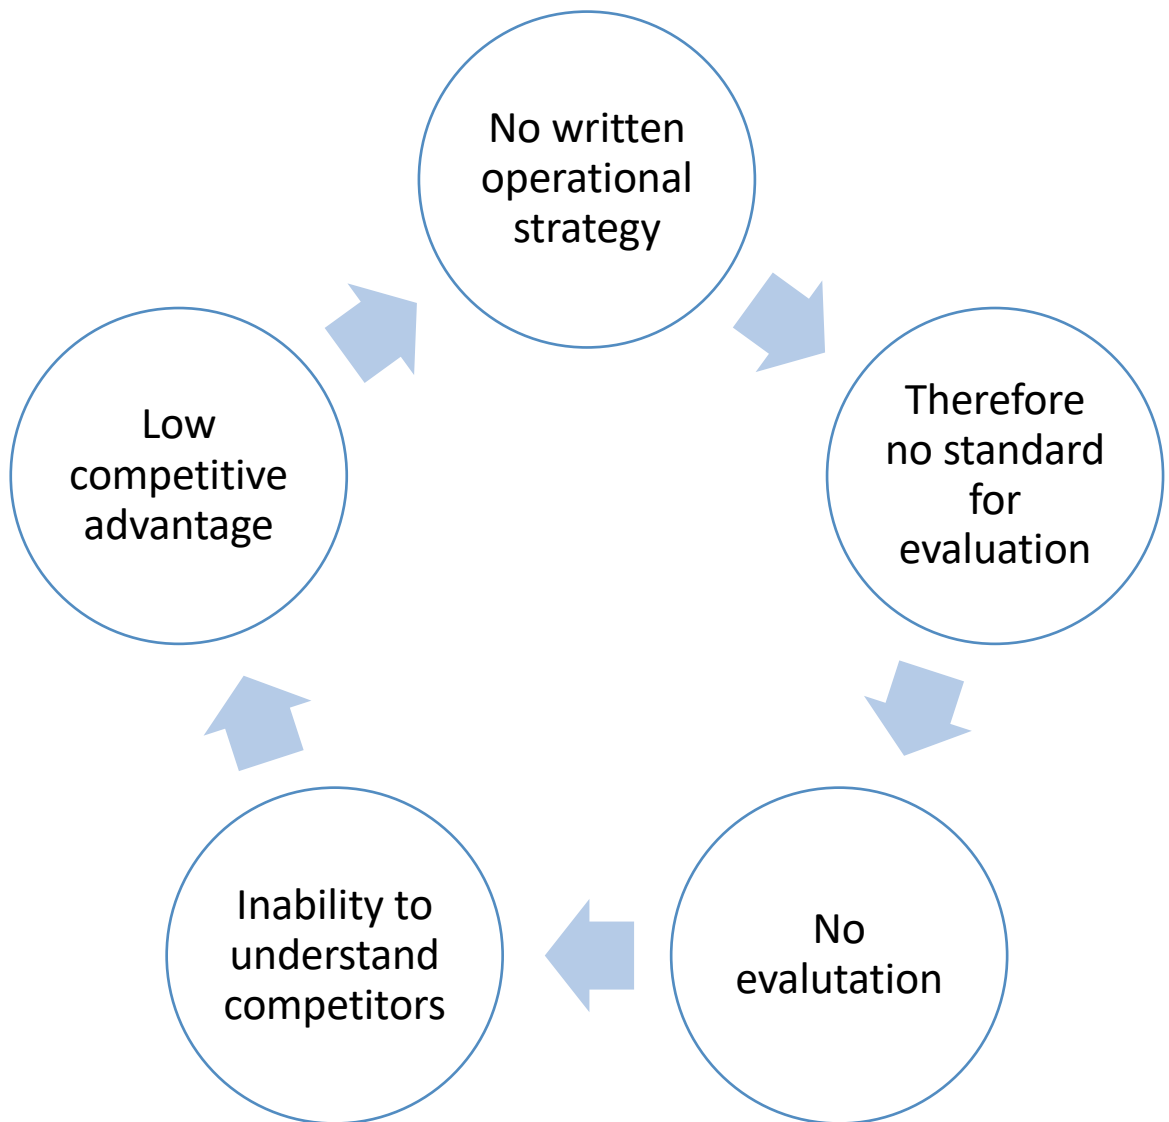 No written
operational
strategy
Therefore
no standard
for
evaluation
No
evalutation
Inability to
understand
competitors
Low
competitive
advantage